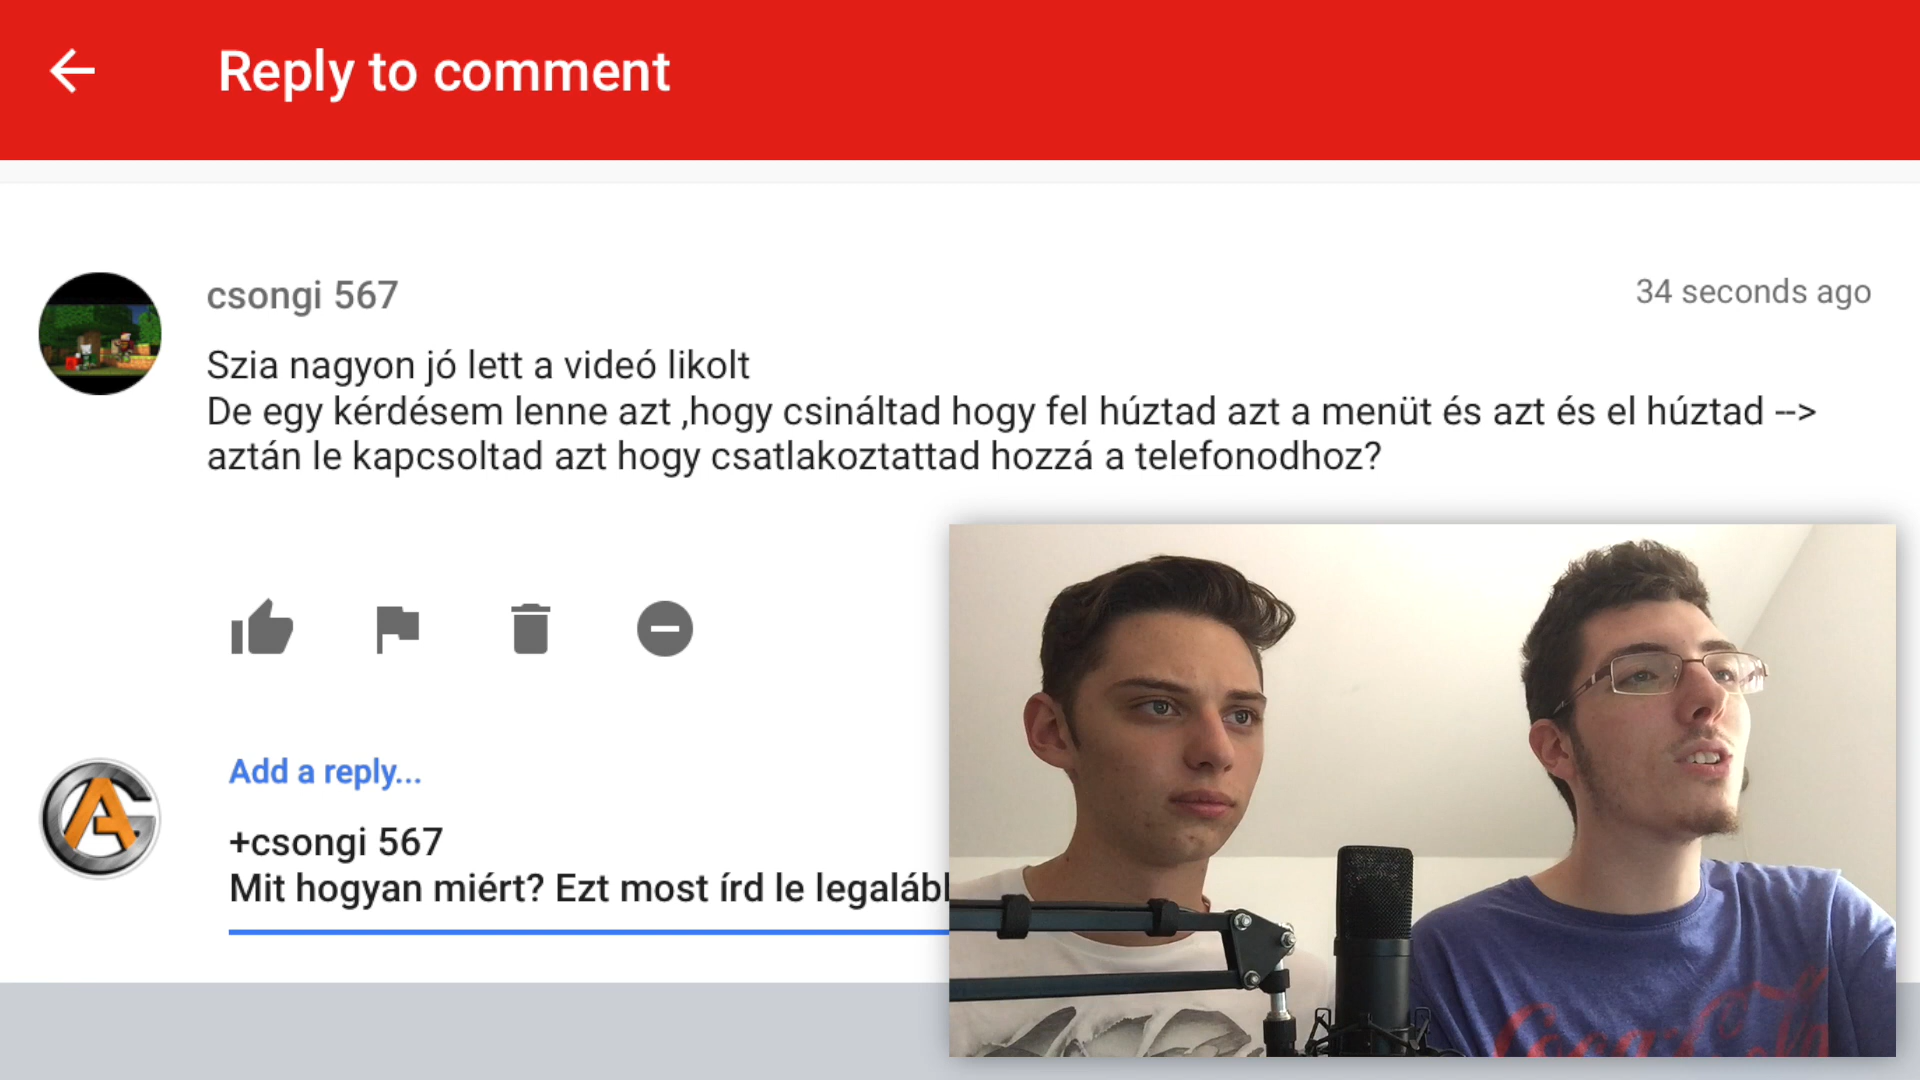 Reply to comment
csongi 567
34 seconds ago
Szia nagyon jó lett a videó likolt
De egy kérdésem lenne azt ,hogy csináltad hogy fel húztad azt a menüt és azt és el húztad -->
aztán le kapcsoltad azt hogy csatlakoztattad hozzá a telefonodhoz?
Add a reply...
+csongi 567
Mit hogyan miért? Ezt most írd le